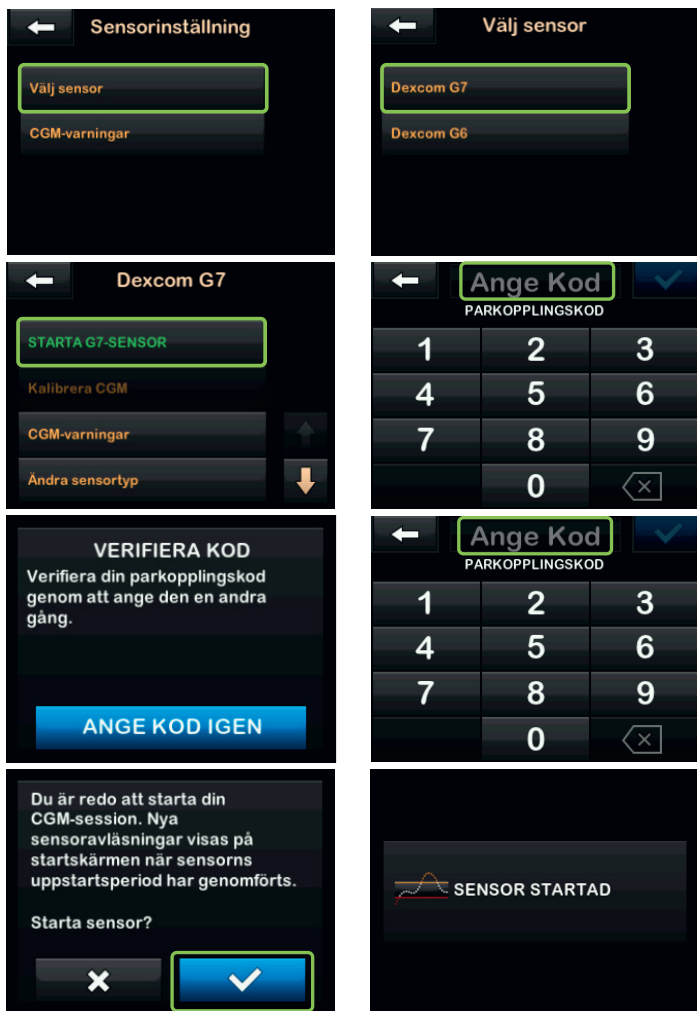 Sensorinställning
Välj sensor
CGM-varningar
Välj sensor
Dexcom G7
Dexcom G6
Dexcom G7
STARTA G7-SENSOR
Kalibrera CGM
CGM-varningar
Ändra sensortyp
Ange Kod
PARKOPPLINGSKOD
1 2 3
4 5 6
7 8 9
0
VERIFIERA KOD
Verifiera din parkopplingskod
genom att ange den en andra
gång.
ANGE KOD IGEN
Ange Kod
PARKOPPLINGSKOD
1 2 3
4 5 6
7 8 9
0
Du är redo att starta din
CGM-session. Nya
sensoravläsningar visas på
startskärmen när sensorns
uppstartsperiod har genomförts.
Starta sensor?
SENSOR STARTAD